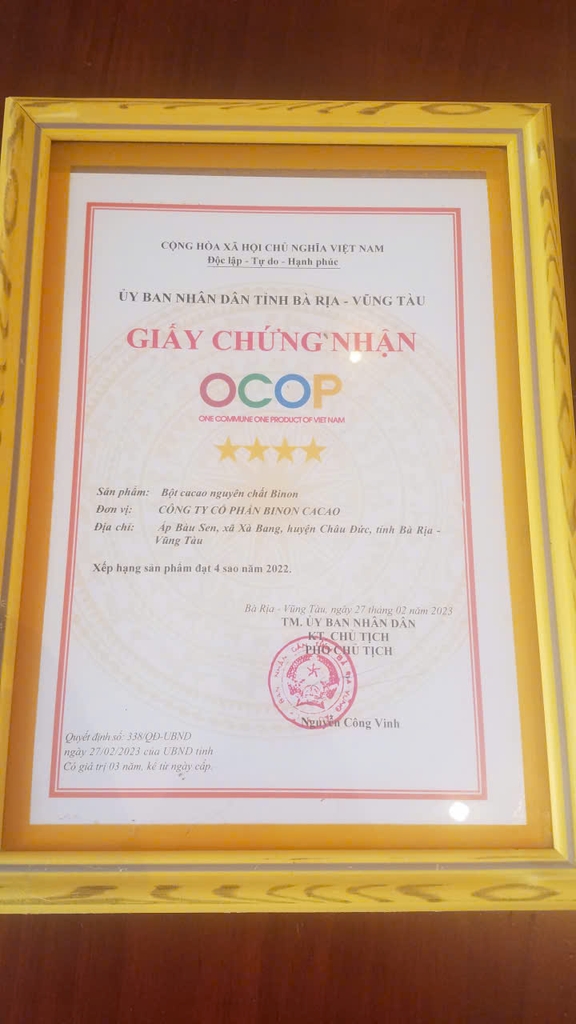 CỘNG HÒA XÃ HỘI CHỦ NGHĨA VIỆT NAM
Độc lập - Tự do - Hạnh phúc
ỦY BAN NHÂN DÂN TỈNH BÀ RỊA - VŨNG TÀU
GIẤY CHỨNG NHẬN
OCOP
ONE COMMUNE ONE PRODUCT OF VIET NAM
Sản phẩm: Bột cacao nguyên chất Binon
Đơn vị: CÔNG TY CỔ PHẦN BINON CACAO
Địa chỉ: Ấp Bàu Sen, xã Xà Bang, huyện Châu Đức, tỉnh Bà Rịa -
Vũng Tàu
Xếp hạng sản phẩm đạt 4 sao năm 2022.
Bà Rịa - Vũng Tàu, ngày 27 tháng 02 năm 2023
TM. ỦY BAN NHÂN DÂN
KT. CHỦ TỊCH
PHÓ CHỦ TỊCH
Nguyễn Công Vinh
Quyết định số: 338/QĐ-UBND
ngày 27/02/2023 của UBND tỉnh
Có giá trị 03 năm, kể từ ngày cấp.